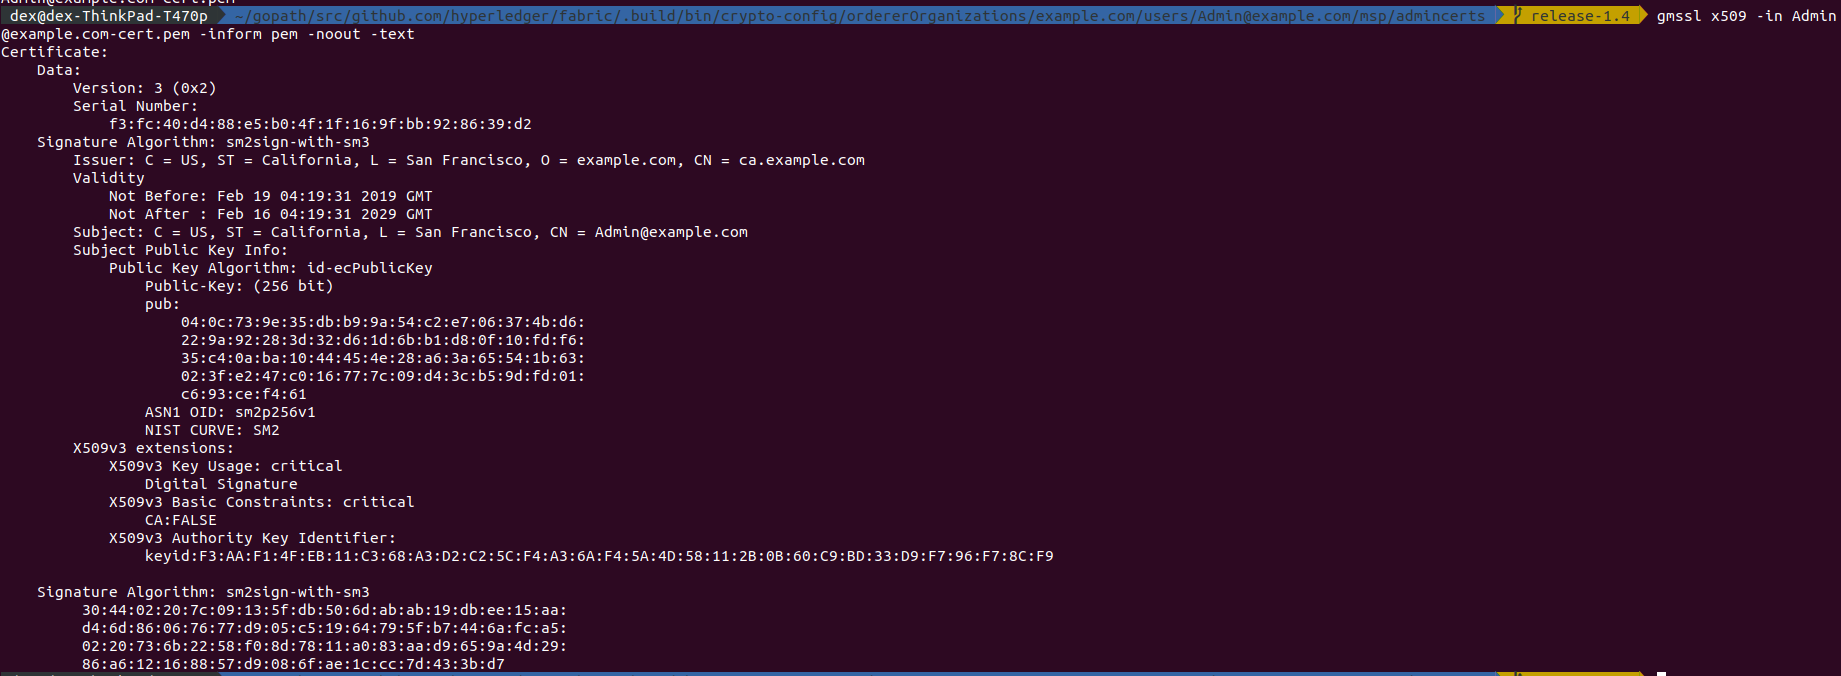 Admin@example.com-cert.pem
dex@dex-ThinkPad-T470p ~/gopath/src/github.com/hyperledger/fabric/.build/bin/crypto-config/ordererOrganizations/example.com/users/Admin@example.com/msp/admincerts release-1.4 gmssl x509 -in Admin
@example.com-cert.pem -inform pem -noout -text
Certificate:
    Data:
        Version: 3 (0x2)
        Serial Number:
            f3:fc:40:d4:88:e5:b0:4f:1f:16:9f:bb:92:86:39:d2
    Signature Algorithm: sm2sign-with-sm3
        Issuer: C = US, ST = California, L = San Francisco, O = example.com, CN = ca.example.com
        Validity
            Not Before: Feb 19 04:19:31 2019 GMT
            Not After : Feb 16 04:19:31 2029 GMT
        Subject: C = US, ST = California, L = San Francisco, CN = Admin@example.com
        Subject Public Key Info:
            Public Key Algorithm: id-ecPublicKey
                Public-Key: (256 bit)
                pub:
                    04:0c:73:9e:35:db:b9:9a:54:c2:e7:06:37:4b:d6:
                    22:9a:92:28:3d:32:d6:1d:6b:b1:d8:0f:10:fd:f6:
                    35:c4:0a:ba:10:44:45:4e:28:a6:3a:65:54:1b:63:
                    02:3f:e2:47:c0:16:77:7c:09:d4:3c:b5:9d:fd:01:
                    c6:93:ce:f4:61
                ASN1 OID: sm2p256v1
                NIST CURVE: SM2
        X509v3 extensions:
            X509v3 Key Usage: critical
                Digital Signature
            X509v3 Basic Constraints: critical
                CA:FALSE
            X509v3 Authority Key Identifier:
                keyid:F3:AA:F1:4F:EB:11:C3:68:A3:D2:C2:5C:F4:A3:6A:F4:5A:4D:58:11:2B:0B:60:C9:BD:33:D9:F7:96:F7:8C:F9
    Signature Algorithm: sm2sign-with-sm3
         30:44:02:20:7c:09:13:5f:db:50:6d:ab:ab:19:db:ee:15:aa:
         d4:6d:86:06:76:77:d9:05:c5:19:64:79:5f:b7:44:6a:fc:a5:
         02:20:73:6b:22:58:f0:8d:78:11:a0:83:aa:d9:65:9a:4d:29:
         86:a6:12:16:88:57:d9:08:6f:ae:1c:cc:7d:43:3b:d7